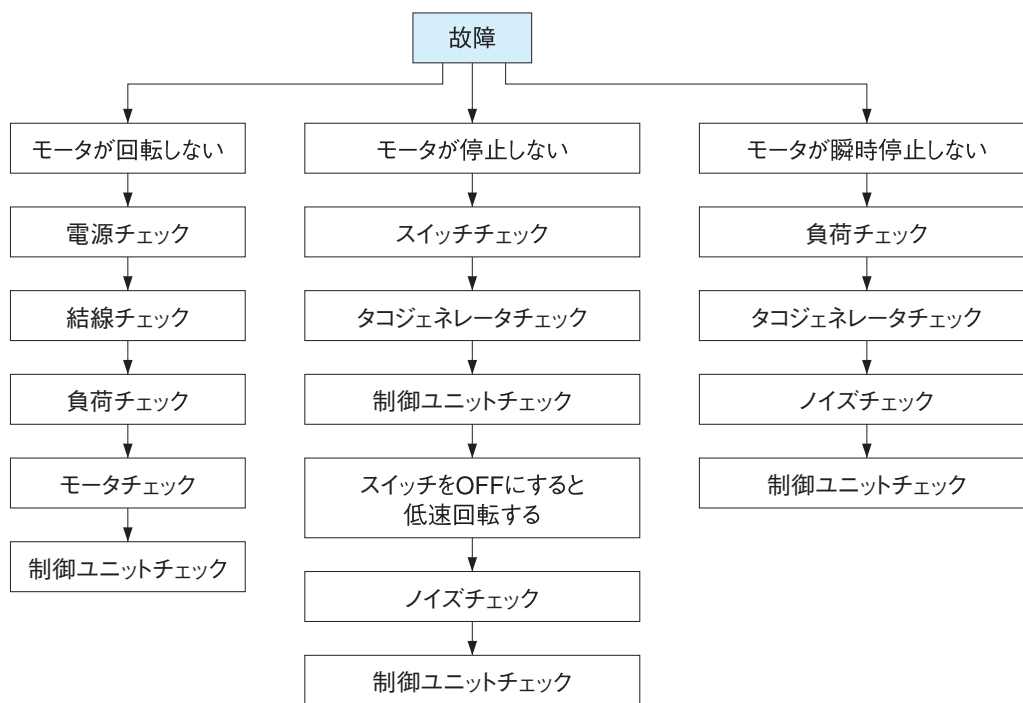 故障
モータが回転しない
電源チェック
結線チェック
負荷チェック
モータチェック
制御ユニットチェック
モータが停止しない
スイッチチェック
タコジェネレータチェック
制御ユニットチェック
スイッチをOFFにすると
低速回転する
ノイズチェック
制御ユニットチェック
モータが瞬時停止しない
負荷チェック
タコジェネレータチェック
ノイズチェック
制御ユニットチェック